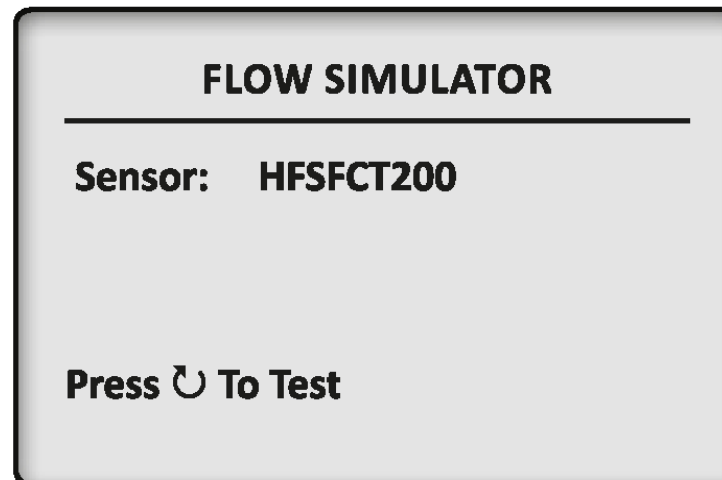 FLOW SIMULATOR
Sensor: HFSFCT200
Press ↻ To Test